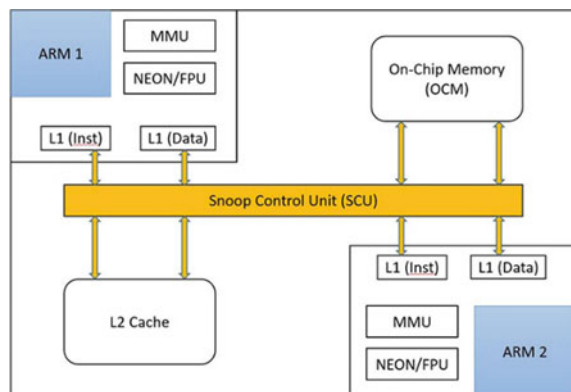 ARM 1
MMU
NEON/FPU
L1 (Inst)
L1 (Data)
On-Chip Memory
(OCM)
Snoop Control Unit (SCU)
L2 Cache
L1 (Inst)
L1 (Data)
MMU
NEON/FPU
ARM 2